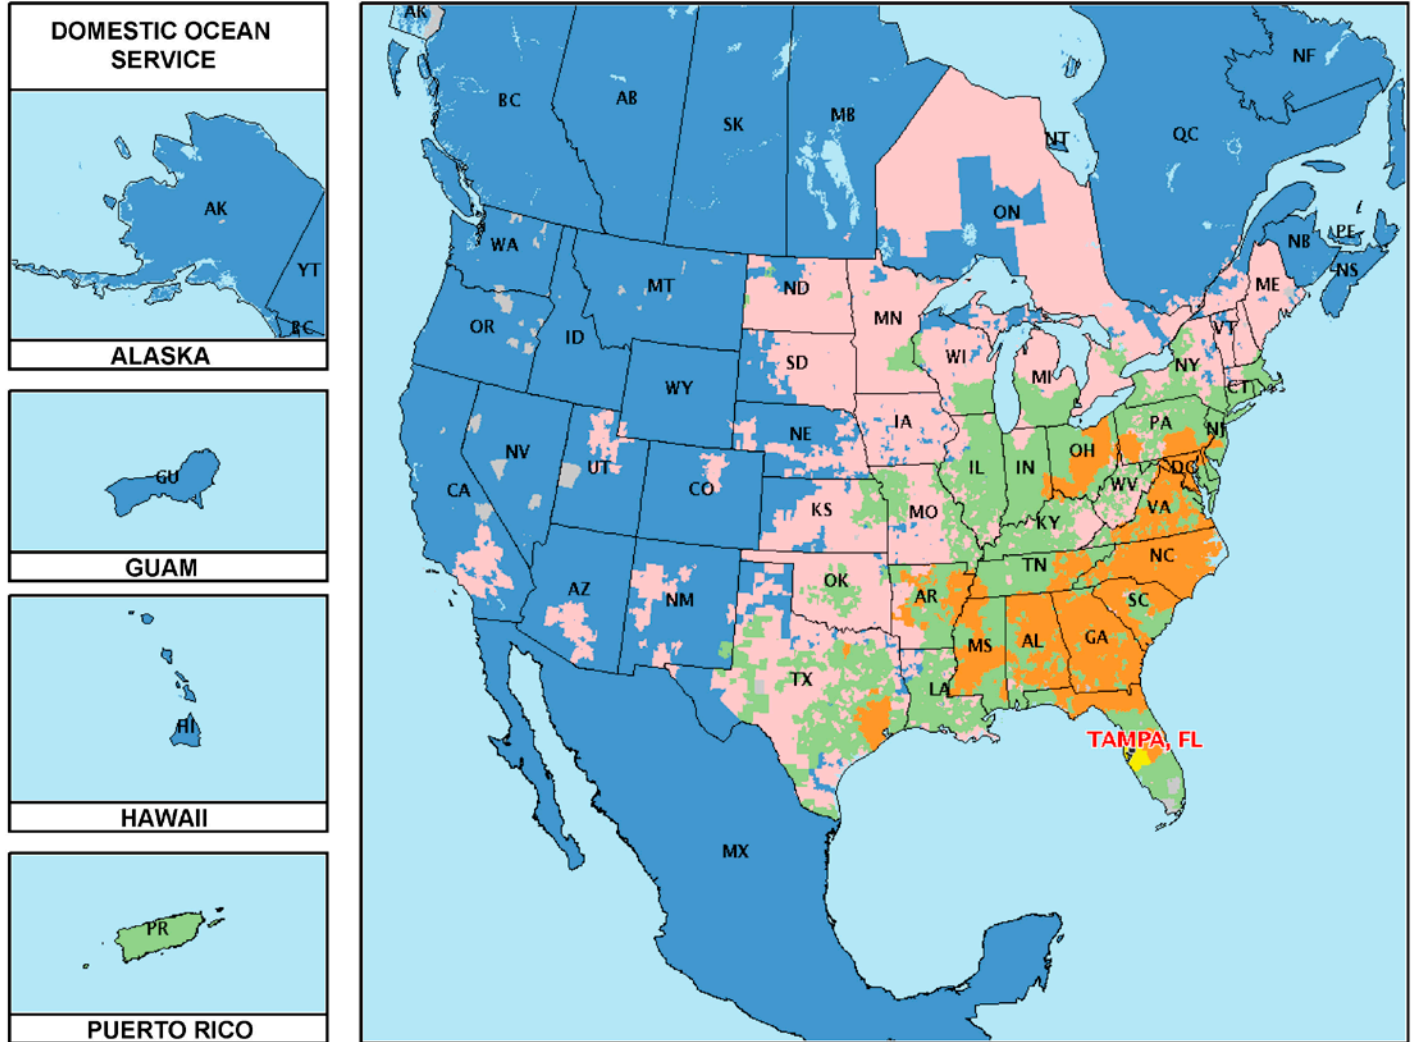 DOMESTIC OCEAN
SERVICE
AK
YT
BC
ALASKA
GU
GUAM
HI
HAWAII
PR
PUERTO RICO
AK
BC
AB
SK
MB
NT
QC
NF
ON
NB
PE
NS
WA
MT
ND
MN
ME
OR
ID
WI
MI
VT
NY
SD
WY
CT
IA
NE
PA
NJ
NV
UT
CO
CA
IL
IN
OH
DC
WV
VA
KS
MO
KY
NC
TN
AZ
NM
OK
AR
SC
MS
AL
GA
TX
LA
TAMPA, FL
MX